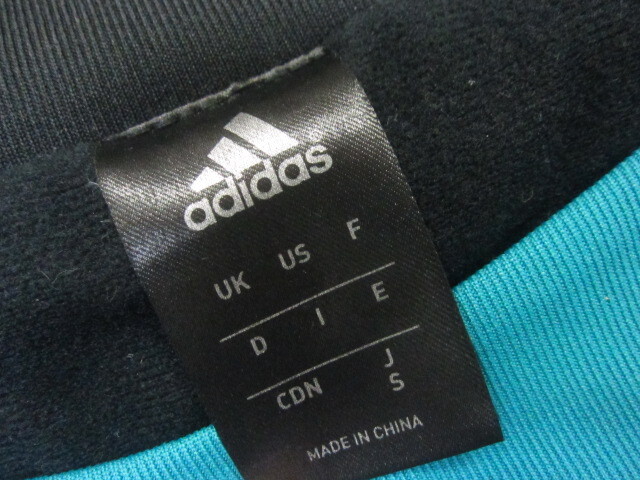 adidas
UK US F
D I E
CDN J
S
MADE IN CHINA